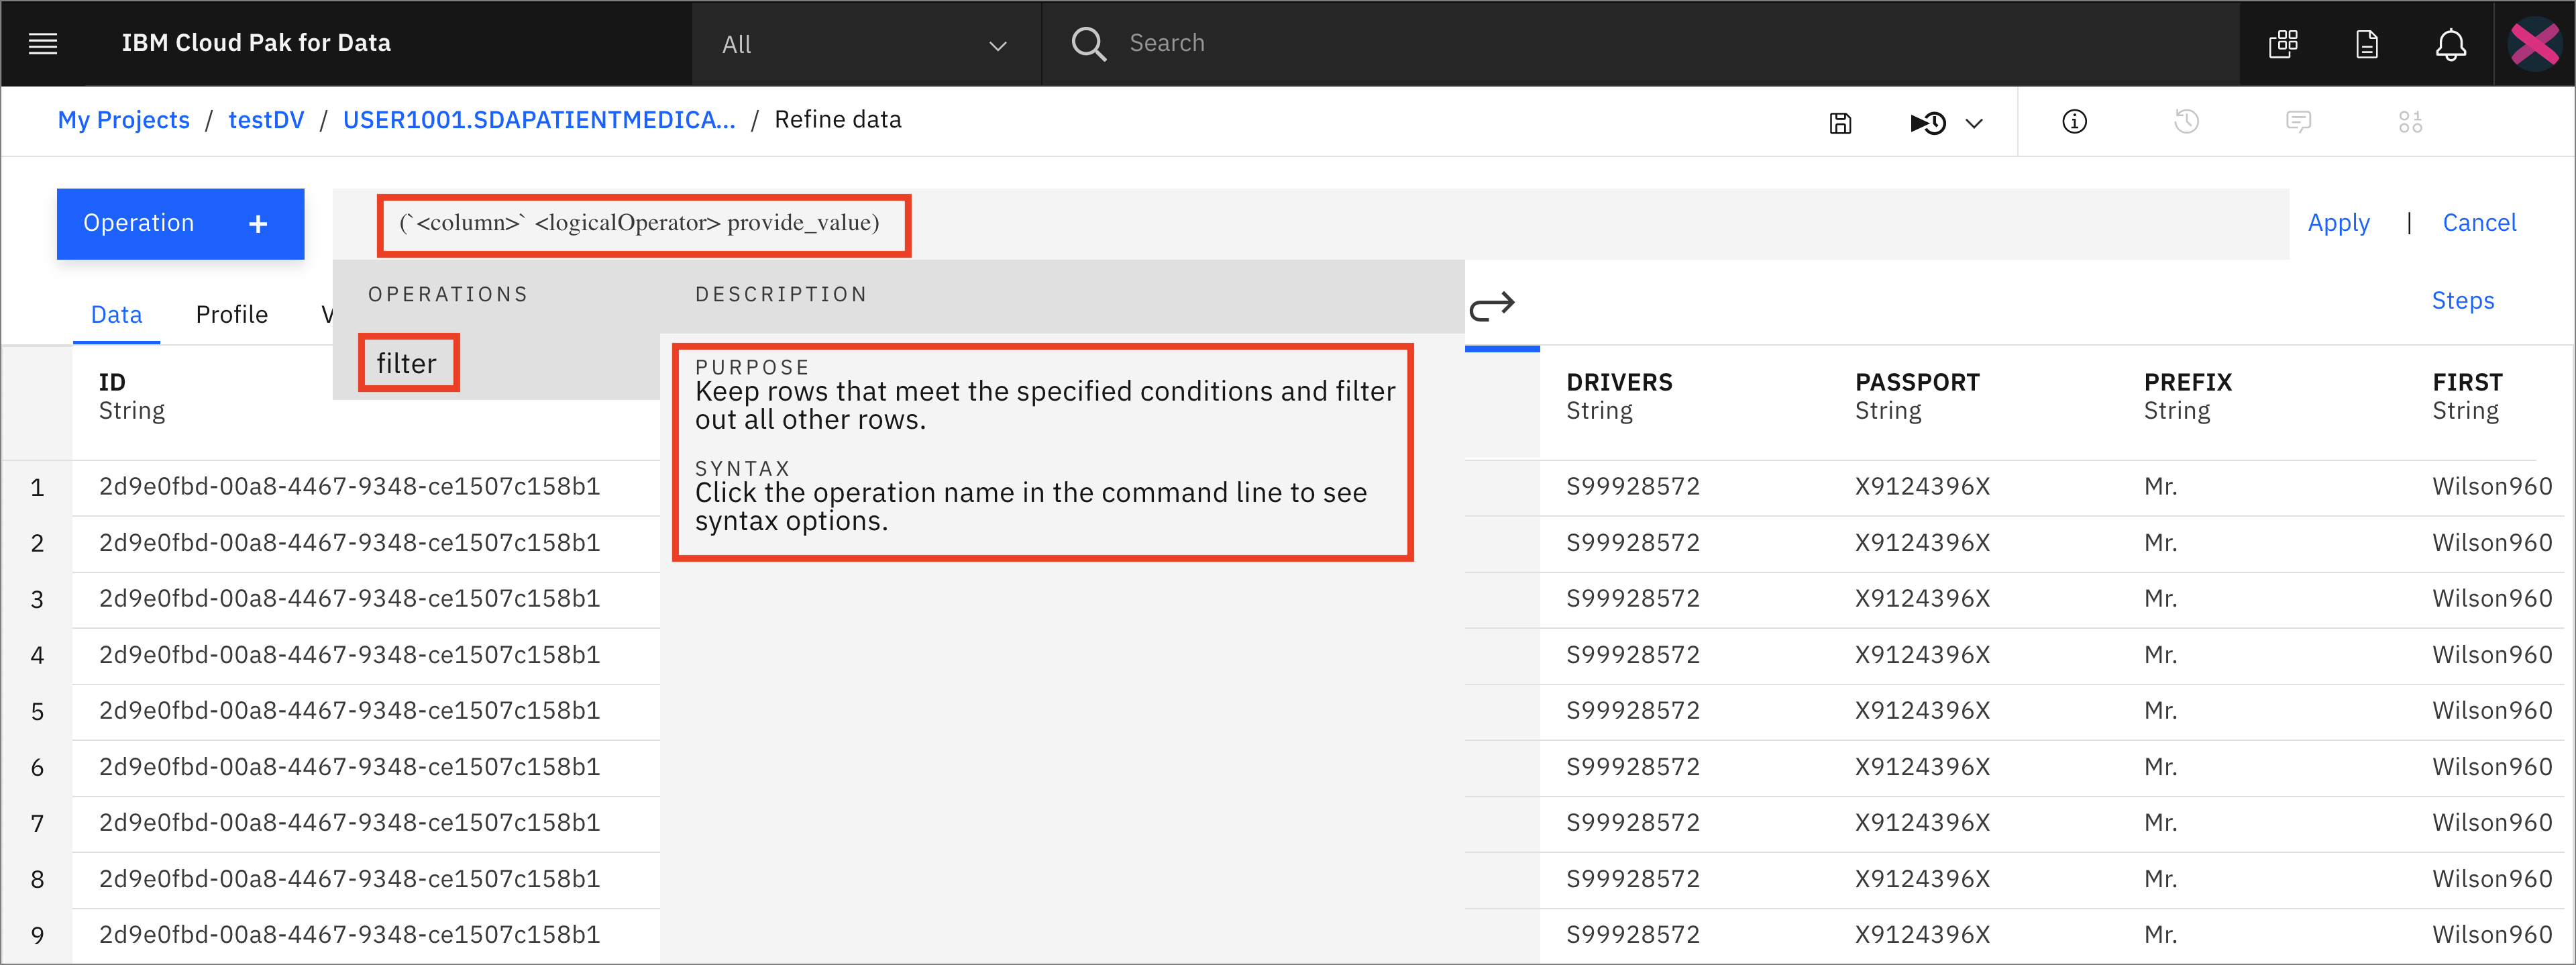 IBM Cloud Pak for Data All Search
My Projects / testDV / USER1001.SDAPATIENTMEDICA... / Refine data
Operation + (`<column>` <logicalOperator> provide_value) Apply | Cancel
OPERATIONS DESCRIPTION
Data Profile V Steps
filter
PURPOSE
Keep rows that meet the specified conditions and filter
out all other rows.
SYNTAX
Click the operation name in the command line to see
syntax options.
ID DRIVERS PASSPORT PREFIX FIRST
String String String String String
1 2d9e0fbd-00a8-4467-9348-ce1507c158b1 S99928572 X9124396X Mr. Wilson960
2 2d9e0fbd-00a8-4467-9348-ce1507c158b1 S99928572 X9124396X Mr. Wilson960
3 2d9e0fbd-00a8-4467-9348-ce1507c158b1 S99928572 X9124396X Mr. Wilson960
4 2d9e0fbd-00a8-4467-9348-ce1507c158b1 S99928572 X9124396X Mr. Wilson960
5 2d9e0fbd-00a8-4467-9348-ce1507c158b1 S99928572 X9124396X Mr. Wilson960
6 2d9e0fbd-00a8-4467-9348-ce1507c158b1 S99928572 X9124396X Mr. Wilson960
7 2d9e0fbd-00a8-4467-9348-ce1507c158b1 S99928572 X9124396X Mr. Wilson960
8 2d9e0fbd-00a8-4467-9348-ce1507c158b1 S99928572 X9124396X Mr. Wilson960
9 2d9e0fbd-00a8-4467-9348-ce1507c158b1 S99928572 X9124396X Mr. Wilson960